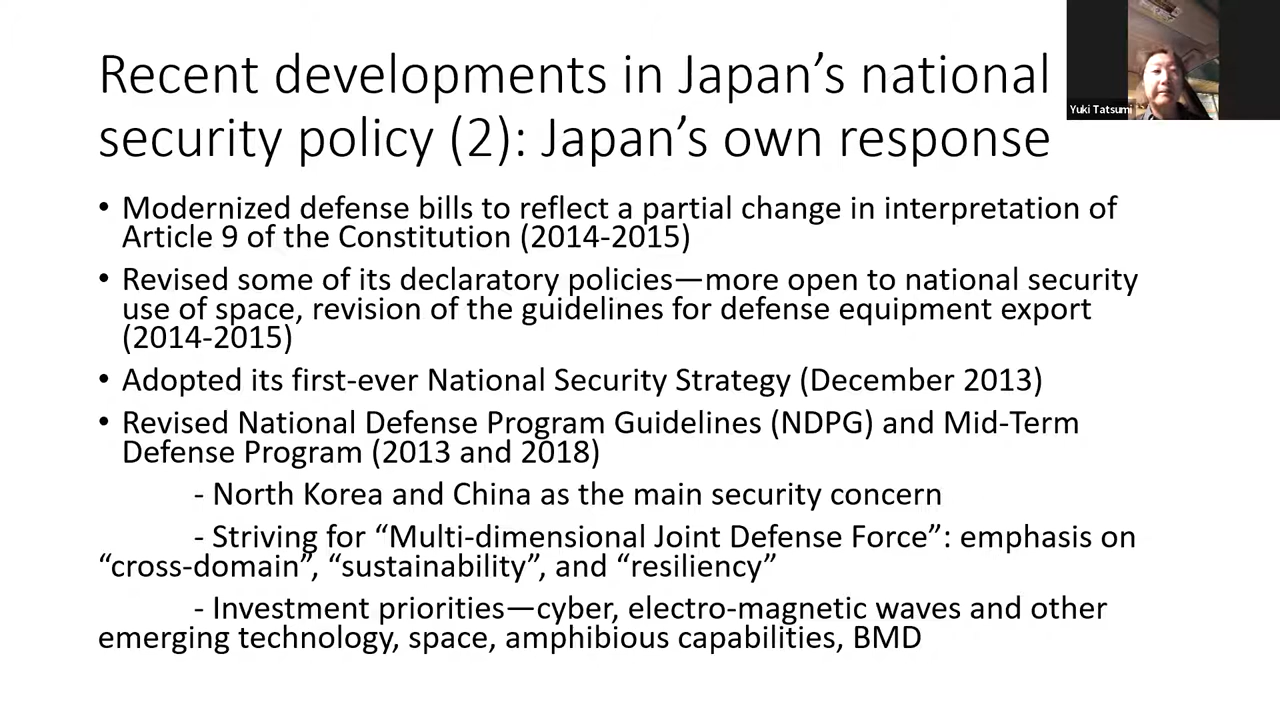 Recent developments in Japan’s national
security policy (2): Japan’s own response
Yuki Tatsumi
• Modernized defense bills to reflect a partial change in interpretation of
Article 9 of the Constitution (2014-2015)
• Revised some of its declaratory policies—more open to national security
use of space, revision of the guidelines for defense equipment export
(2014-2015)
• Adopted its first-ever National Security Strategy (December 2013)
• Revised National Defense Program Guidelines (NDPG) and Mid-Term
Defense Program (2013 and 2018)
- North Korea and China as the main security concern
- Striving for “Multi-dimensional Joint Defense Force”: emphasis on
“cross-domain”, “sustainability”, and “resiliency”
- Investment priorities—cyber, electro-magnetic waves and other
emerging technology, space, amphibious capabilities, BMD